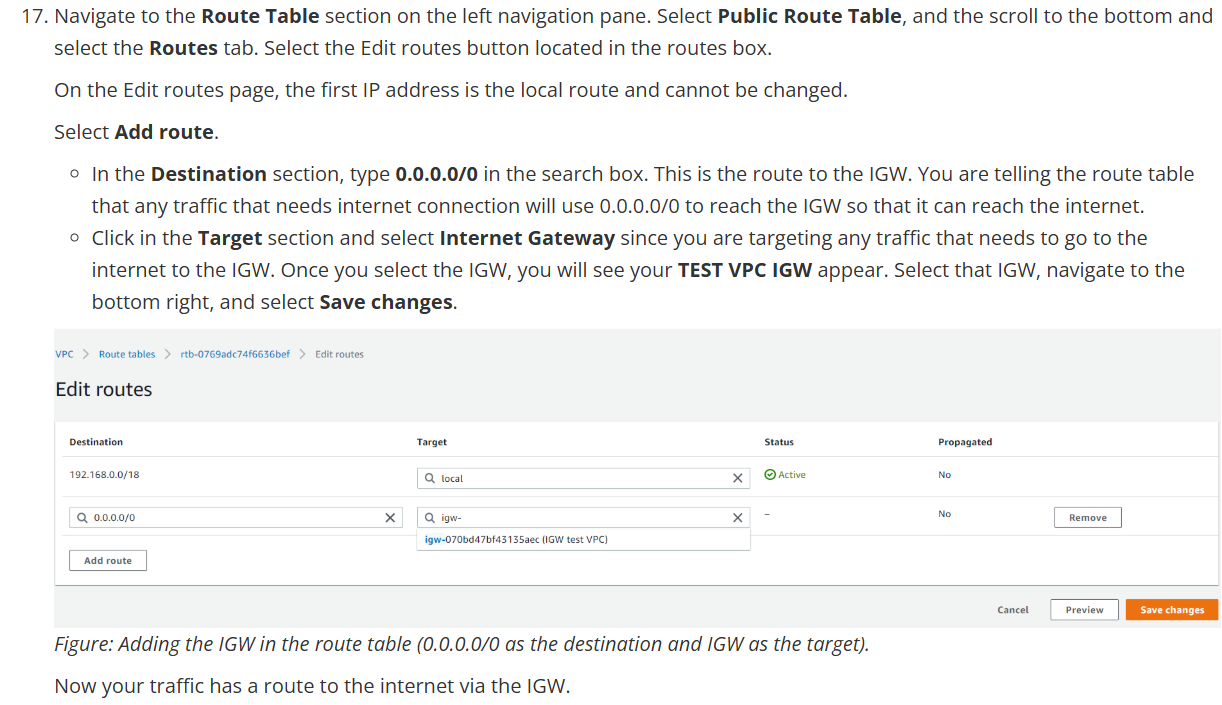 17. Navigate to the Route Table section on the left navigation pane. Select Public Route Table, and the scroll to the bottom and
select the Routes tab. Select the Edit routes button located in the routes box.
On the Edit routes page, the first IP address is the local route and cannot be changed.
Select Add route.
In the Destination section, type 0.0.0.0/0 in the search box. This is the route to the IGW. You are telling the route table
that any traffic that needs internet connection will use 0.0.0.0/0 to reach the IGW so that it can reach the internet.
Click in the Target section and select Internet Gateway since you are targeting any traffic that needs to go to the
internet to the IGW. Once you select the IGW, you will see your TEST VPC IGW appear. Select that IGW, navigate to the
bottom right, and select Save changes.
VPC > Route tables > rtb-0769adc74f6636bef > Edit routes
Edit routes
Destination Target Status Propagated
192.168.0.0/18 local Active No
0.0.0.0/0 igw- – No Remove
igw-070bd47bf43135aec (IGW test VPC)
Add route
Cancel Preview Save changes
Figure: Adding the IGW in the route table (0.0.0.0/0 as the destination and IGW as the target).
Now your traffic has a route to the internet via the IGW.